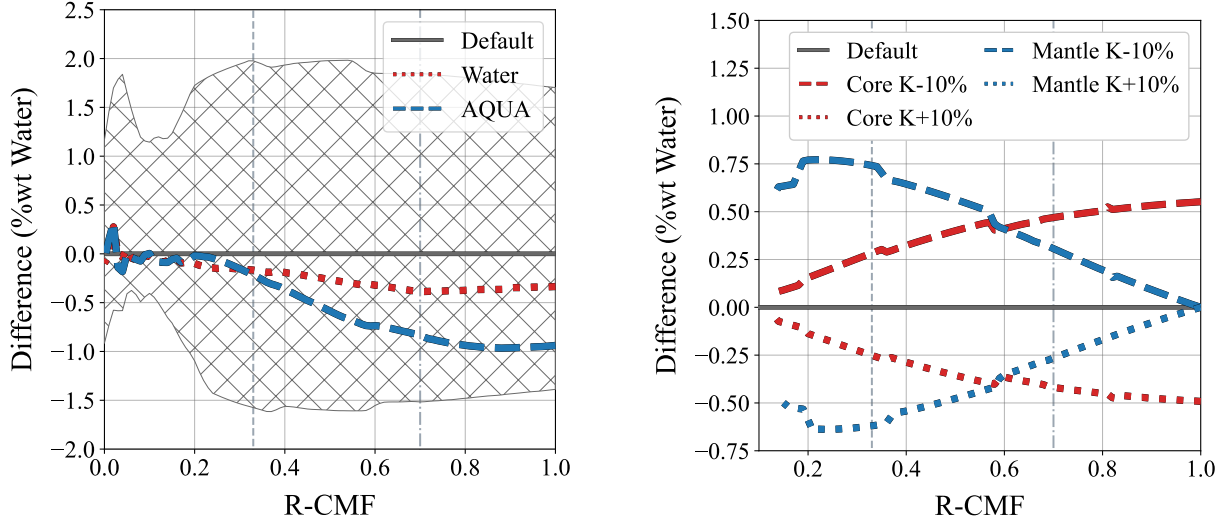 2.5
2.0
1.5
1.0
0.5
0.0
−0.5
−1.0
−1.5
−2.0
0.0 0.2 0.4 0.6 0.8 1.0
R-CMF
Difference (%wt Water)
Default
Water
AQUA
1.50
1.25
1.00
0.75
0.50
0.25
0.00
−0.25
−0.50
−0.75
0.2 0.4 0.6 0.8 1.0
R-CMF
Difference (%wt Water)
Default
Core K-10%
Core K+10%
Mantle K-10%
Mantle K+10%